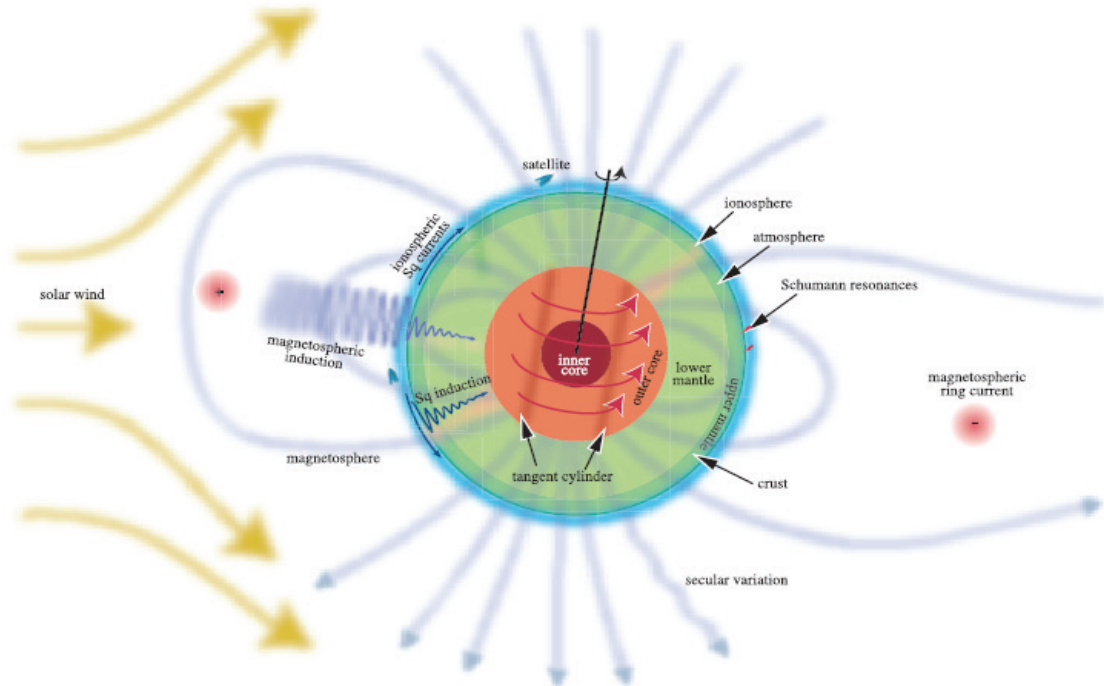 satellite
ionospheric
Sq currents
ionosphere
atmosphere
Schumann resonances
solar wind
magnetospheric
induction
inner
core
outer core
lower
mantle
upper mantle
magnetospheric
ring current
Sq induction
magnetosphere
tangent cylinder
crust
secular variation